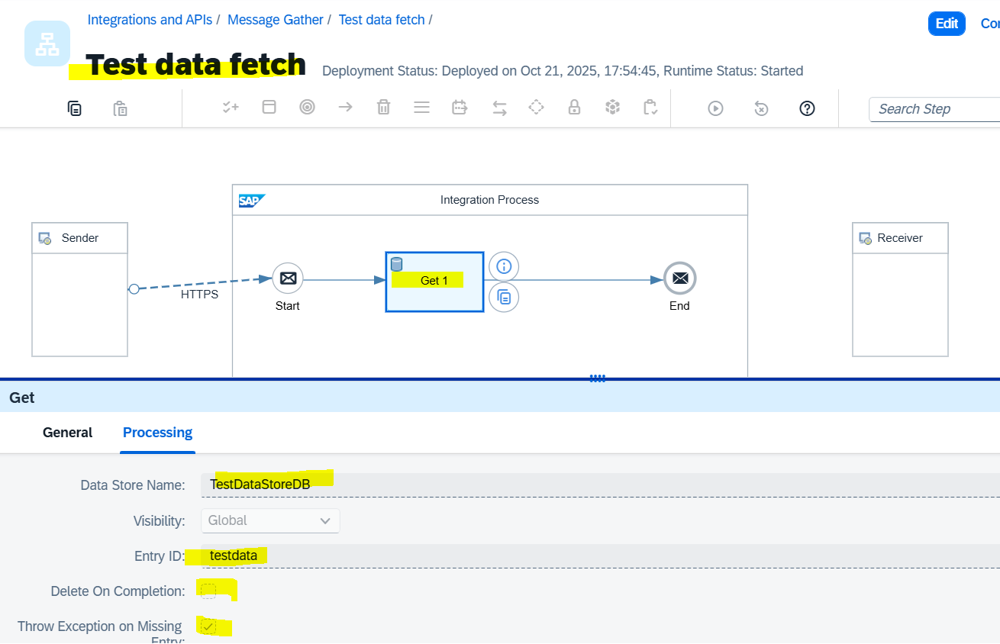 Integrations and APIs / Message Gather / Test data fetch /
Edit
Test data fetch
Deployment Status: Deployed on Oct 21, 2025, 17:54:45, Runtime Status: Started
Search Step
SAP
Integration Process
Sender
Receiver
Get 1
HTTPS
Start
End
Get
General
Processing
Data Store Name: TestDataStoreDB
Visibility: Global
Entry ID: testdata
Delete On Completion:
Throw Exception on Missing
Entry: